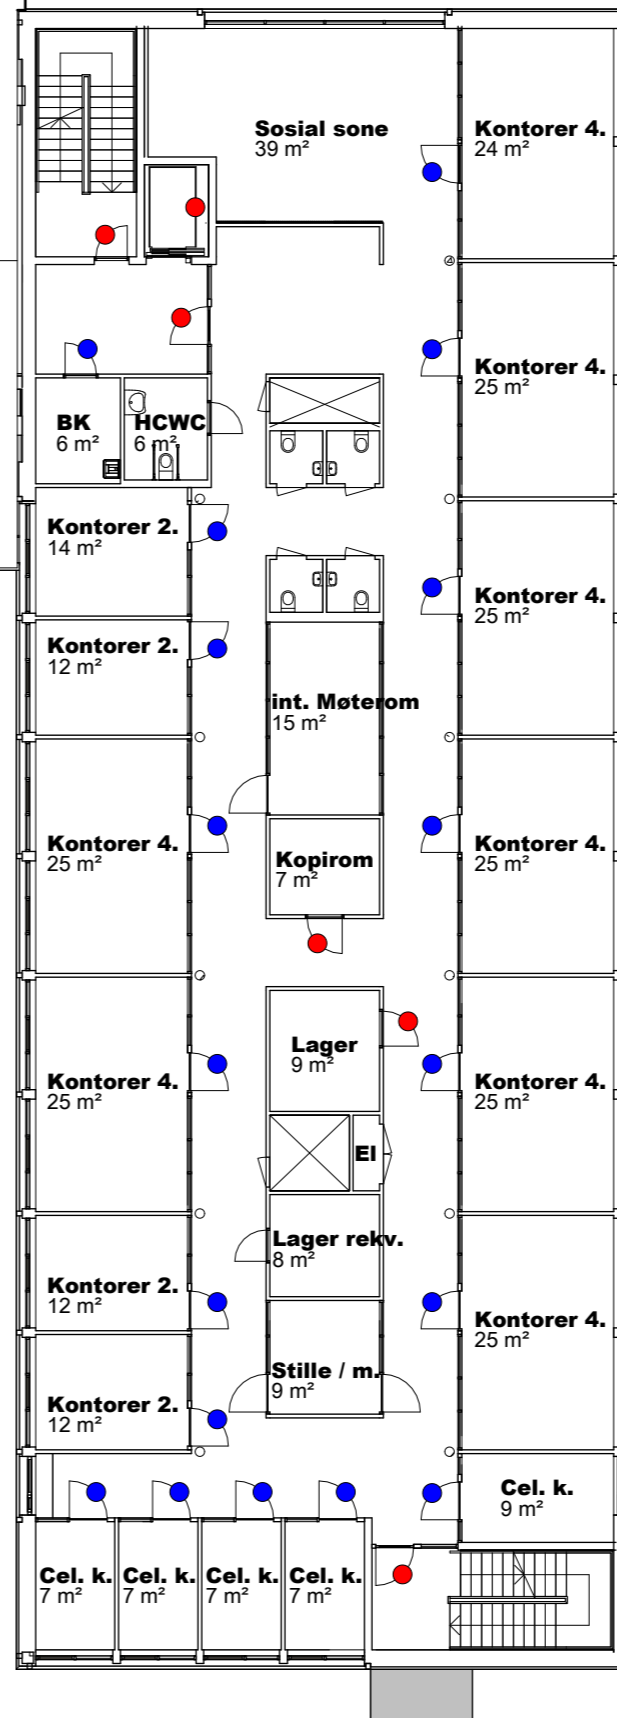 Sosial sone
39 m²
Kontorer 4.
24 m²
Kontorer 4.
25 m²
BK
6 m²
HCWC
6 m²
Kontorer 2.
14 m²
Kontorer 4.
25 m²
Kontorer 2.
12 m²
int. Møterom
15 m²
Kontorer 4.
25 m²
Kopirom
7 m²
Kontorer 4.
25 m²
Lager
9 m²
Kontorer 4.
25 m²
Kontorer 4.
25 m²
El
Lager rekv.
8 m²
Kontorer 2.
12 m²
Kontorer 4.
25 m²
Stille / m.
9 m²
Kontorer 2.
12 m²
Cel. k.
9 m²
Cel. k.
7 m²
Cel. k.
7 m²
Cel. k.
7 m²
Cel. k.
7 m²